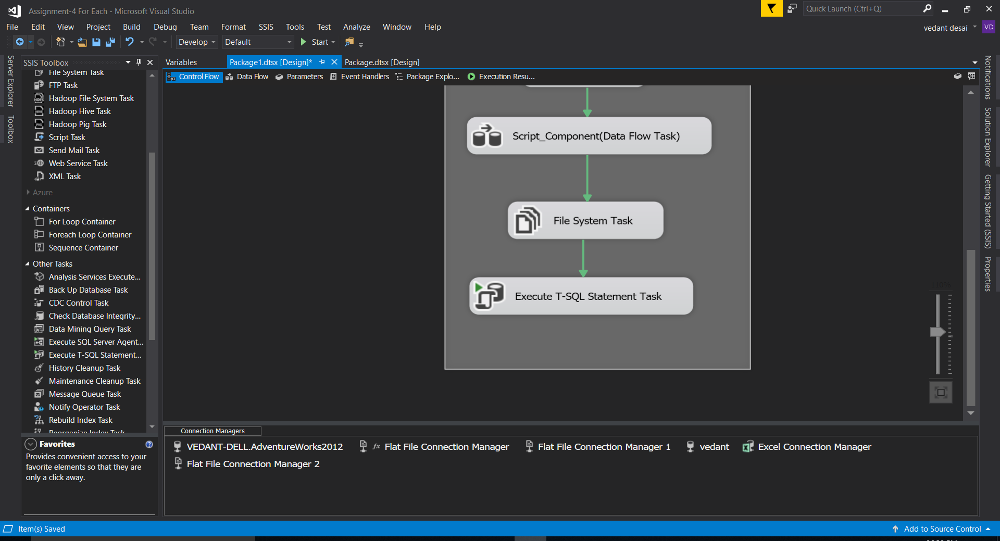 Assignment-4 For Each - Microsoft Visual Studio
Quick Launch (Ctrl+Q)
File Edit View Project Build Debug Team Format SSIS Tools Test Analyze Window Help
vedant desai VD
Develop Default Start
Server Explorer
Toolbox
SSIS Toolbox
File System Task
FTP Task
Hadoop File System Task
Hadoop Hive Task
Hadoop Pig Task
Script Task
Send Mail Task
Web Service Task
XML Task
Azure
Containers
For Loop Container
Foreach Loop Container
Sequence Container
Other Tasks
Analysis Services Execute...
Back Up Database Task
CDC Control Task
Check Database Integrity...
Data Mining Query Task
Execute SQL Server Agent...
Execute T-SQL Statement...
History Cleanup Task
Maintenance Cleanup Task
Message Queue Task
Notify Operator Task
Rebuild Index Task
Reorganize Index Task
Favorites
Provides convenient access to your
favorite elements so that they are
only a click away.
Variables Package1.dtsx [Design]* Package.dtsx [Design]
Control Flow Data Flow Parameters Event Handlers Package Explo... Execution Resu...
Script_Component(Data Flow Task)
File System Task
Execute T-SQL Statement Task
110%
Connection Managers
VEDANT-DELL.AdventureWorks2012 fx Flat File Connection Manager Flat File Connection Manager 1 vedant Excel Connection Manager
Flat File Connection Manager 2
Notifications
Solution Explorer
Getting Started (SSIS)
Properties
Item(s) Saved
Add to Source Control